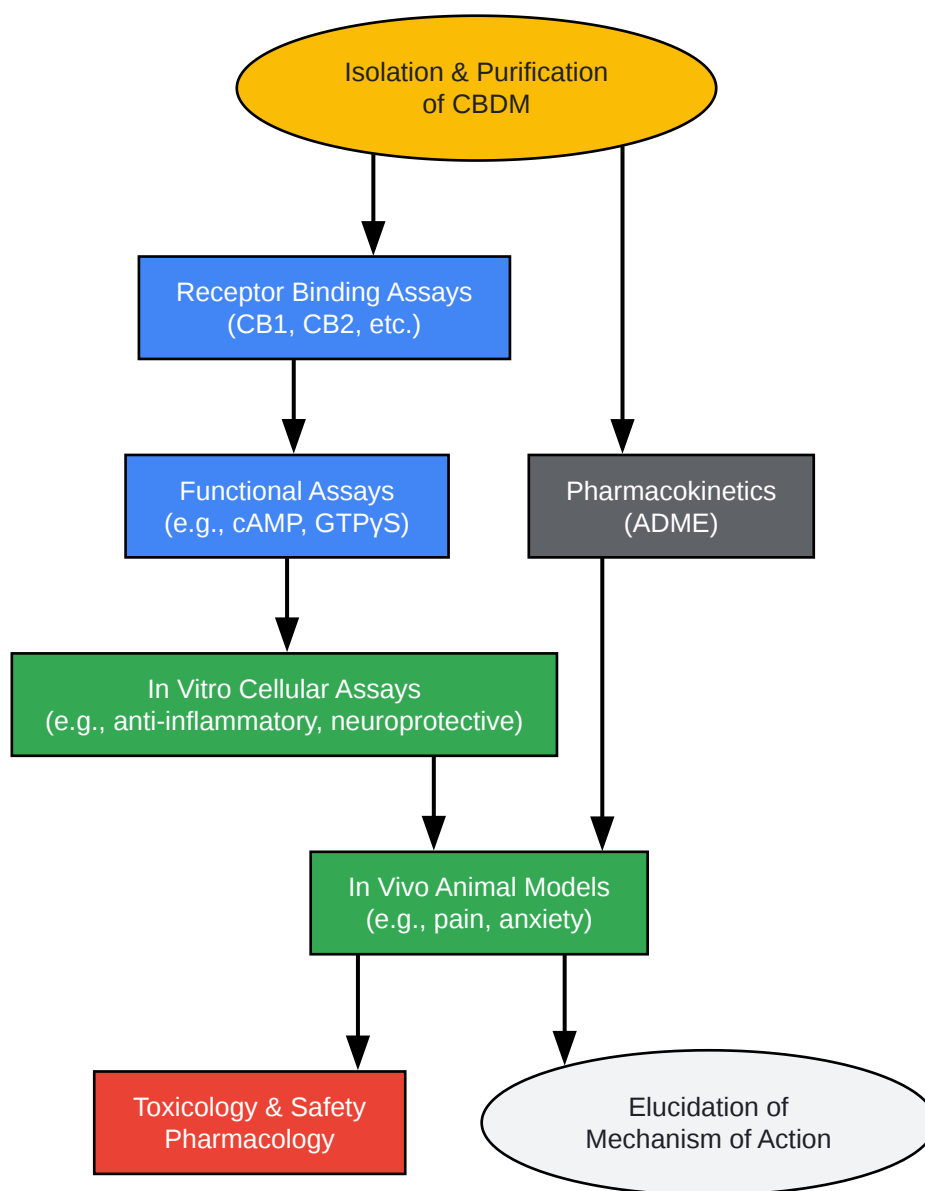 Isolation & Purification
of CBDM
Receptor Binding Assays
(CB1, CB2, etc.)
Functional Assays
(e.g., cAMP, GTPγS)
Pharmacokinetics
(ADME)
In Vitro Cellular Assays
(e.g., anti-inflammatory, neuroprotective)
In Vivo Animal Models
(e.g., pain, anxiety)
Toxicology & Safety
Pharmacology
Elucidation of
Mechanism of Action